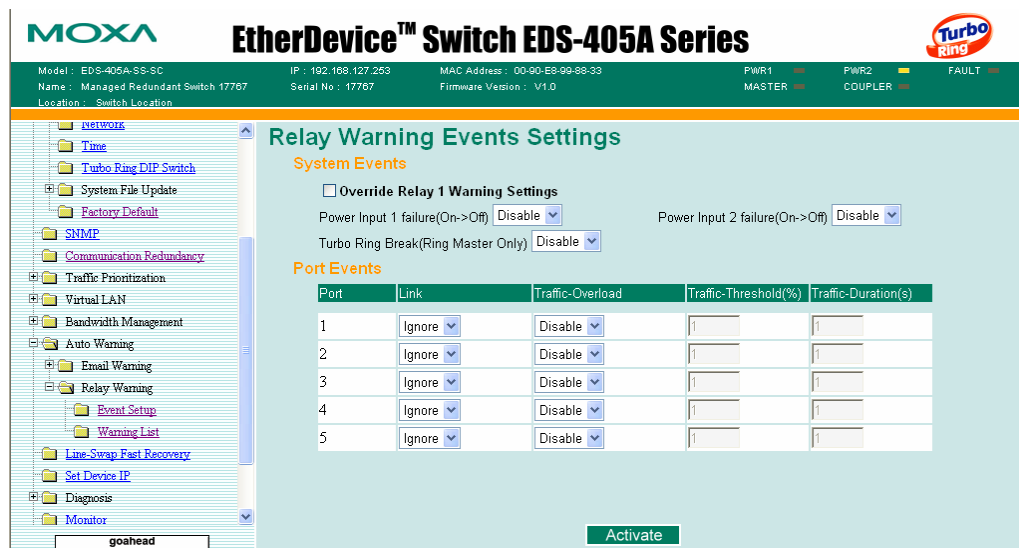 MOXA
EtherDevice™ Switch EDS-405A Series
Turbo Ring
Model : EDS-405A-SS-SC
IP : 192.168.127.253
MAC Address : 00-90-E8-99-88-33
PWR1
PWR2
FAULT
Name : Managed Redundant Switch 17767
Serial No : 17767
Firmware Version : V1.0
MASTER
COUPLER
Location : Switch Location
Network
Time
Turbo Ring DIP Switch
System File Update
Factory Default
SNMP
Communication Redundancy
Traffic Prioritization
Virtual LAN
Bandwidth Management
Auto Warning
Email Warning
Relay Warning
Event Setup
Warning List
Line-Swap Fast Recovery
Set Device IP
Diagnosis
Monitor
goahead
Relay Warning Events Settings
System Events
Override Relay 1 Warning Settings
Power Input 1 failure(On->Off) Disable
Power Input 2 failure(On->Off) Disable
Turbo Ring Break(Ring Master Only) Disable
Port Events
Port Link Traffic-Overload Traffic-Threshold(%) Traffic-Duration(s)
1 Ignore Disable 1 1
2 Ignore Disable 1 1
3 Ignore Disable 1 1
4 Ignore Disable 1 1
5 Ignore Disable 1 1
Activate